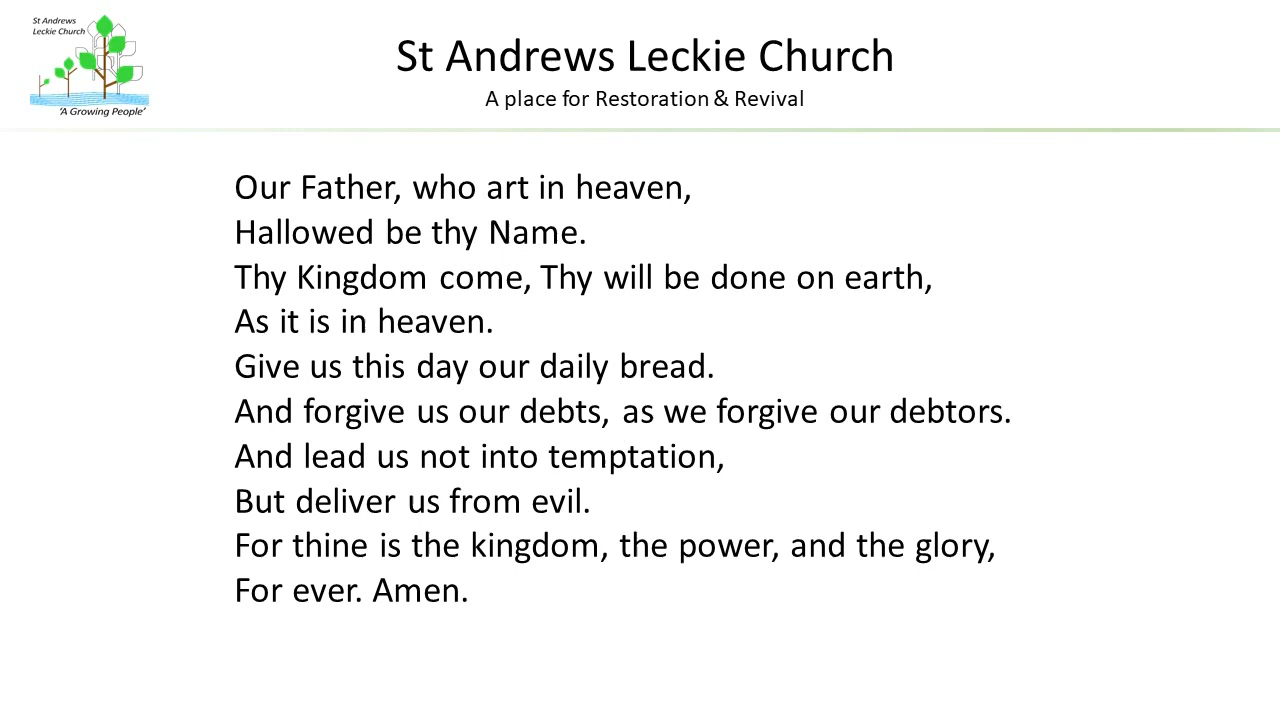 St Andrews
Leckie Church
'A Growing People'
St Andrews Leckie Church
A place for Restoration & Revival
Our Father, who art in heaven,
Hallowed be thy Name.
Thy Kingdom come, Thy will be done on earth,
As it is in heaven.
Give us this day our daily bread.
And forgive us our debts, as we forgive our debtors.
And lead us not into temptation,
But deliver us from evil.
For thine is the kingdom, the power, and the glory,
For ever. Amen.